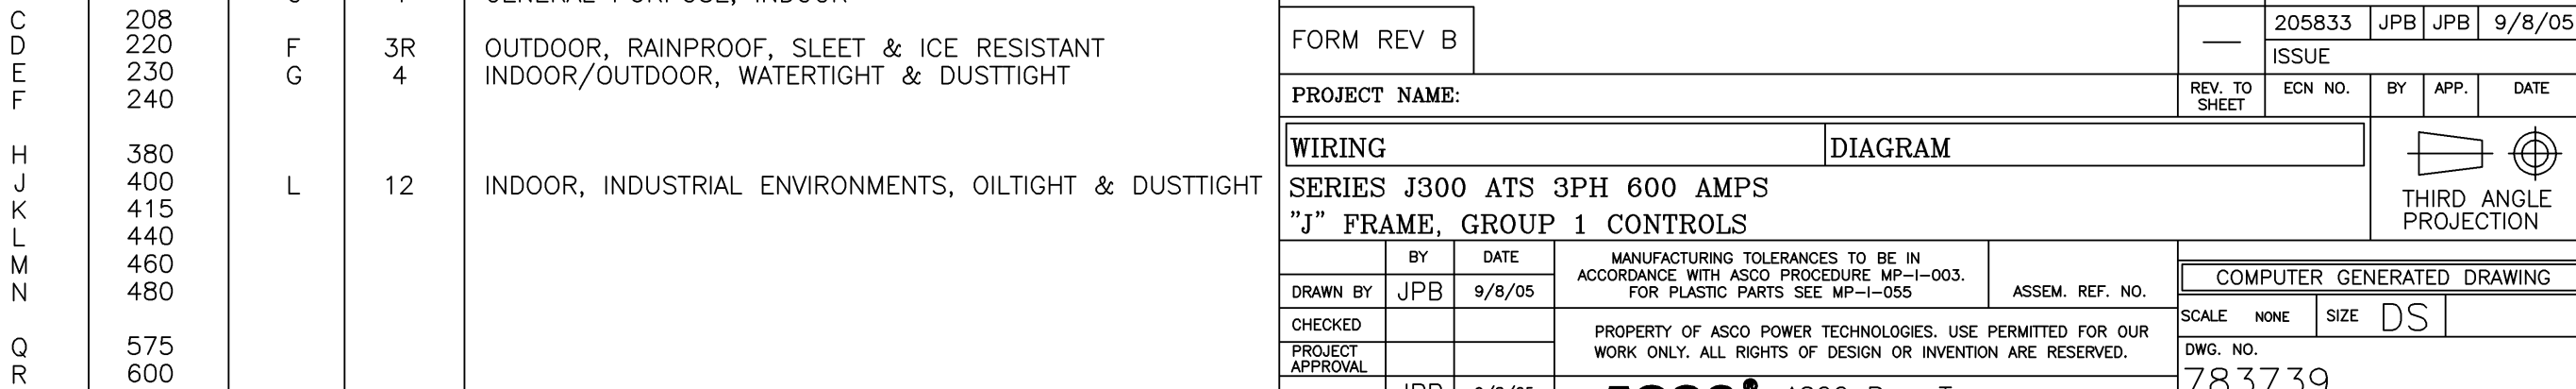 C 208
D 220 F 3R OUTDOOR, RAINPROOF, SLEET & ICE RESISTANT
E 230 G 4 INDOOR/OUTDOOR, WATERTIGHT & DUSTTIGHT
F 240
H 380
J 400 L 12 INDOOR, INDUSTRIAL ENVIRONMENTS, OILTIGHT & DUSTTIGHT
K 415
L 440
M 460
N 480
Q 575
R 600
FORM REV B
PROJECT NAME:
— 205833 JPB JPB 9/8/05
ISSUE
REV. TO SHEET ECN NO. BY APP. DATE
WIRING DIAGRAM
SERIES J300 ATS 3PH 600 AMPS
"J" FRAME, GROUP 1 CONTROLS
THIRD ANGLE
PROJECTION
BY DATE
DRAWN BY JPB 9/8/05
CHECKED
PROJECT
APPROVAL
JPB
MANUFACTURING TOLERANCES TO BE IN
ACCORDANCE WITH ASCO PROCEDURE MP-I-003.
FOR PLASTIC PARTS SEE MP-I-055
ASSEM. REF. NO.
PROPERTY OF ASCO POWER TECHNOLOGIES. USE PERMITTED FOR OUR
WORK ONLY. ALL RIGHTS OF DESIGN OR INVENTION ARE RESERVED.
COMPUTER GENERATED DRAWING
SCALE NONE SIZE DS
DWG. NO.
783739